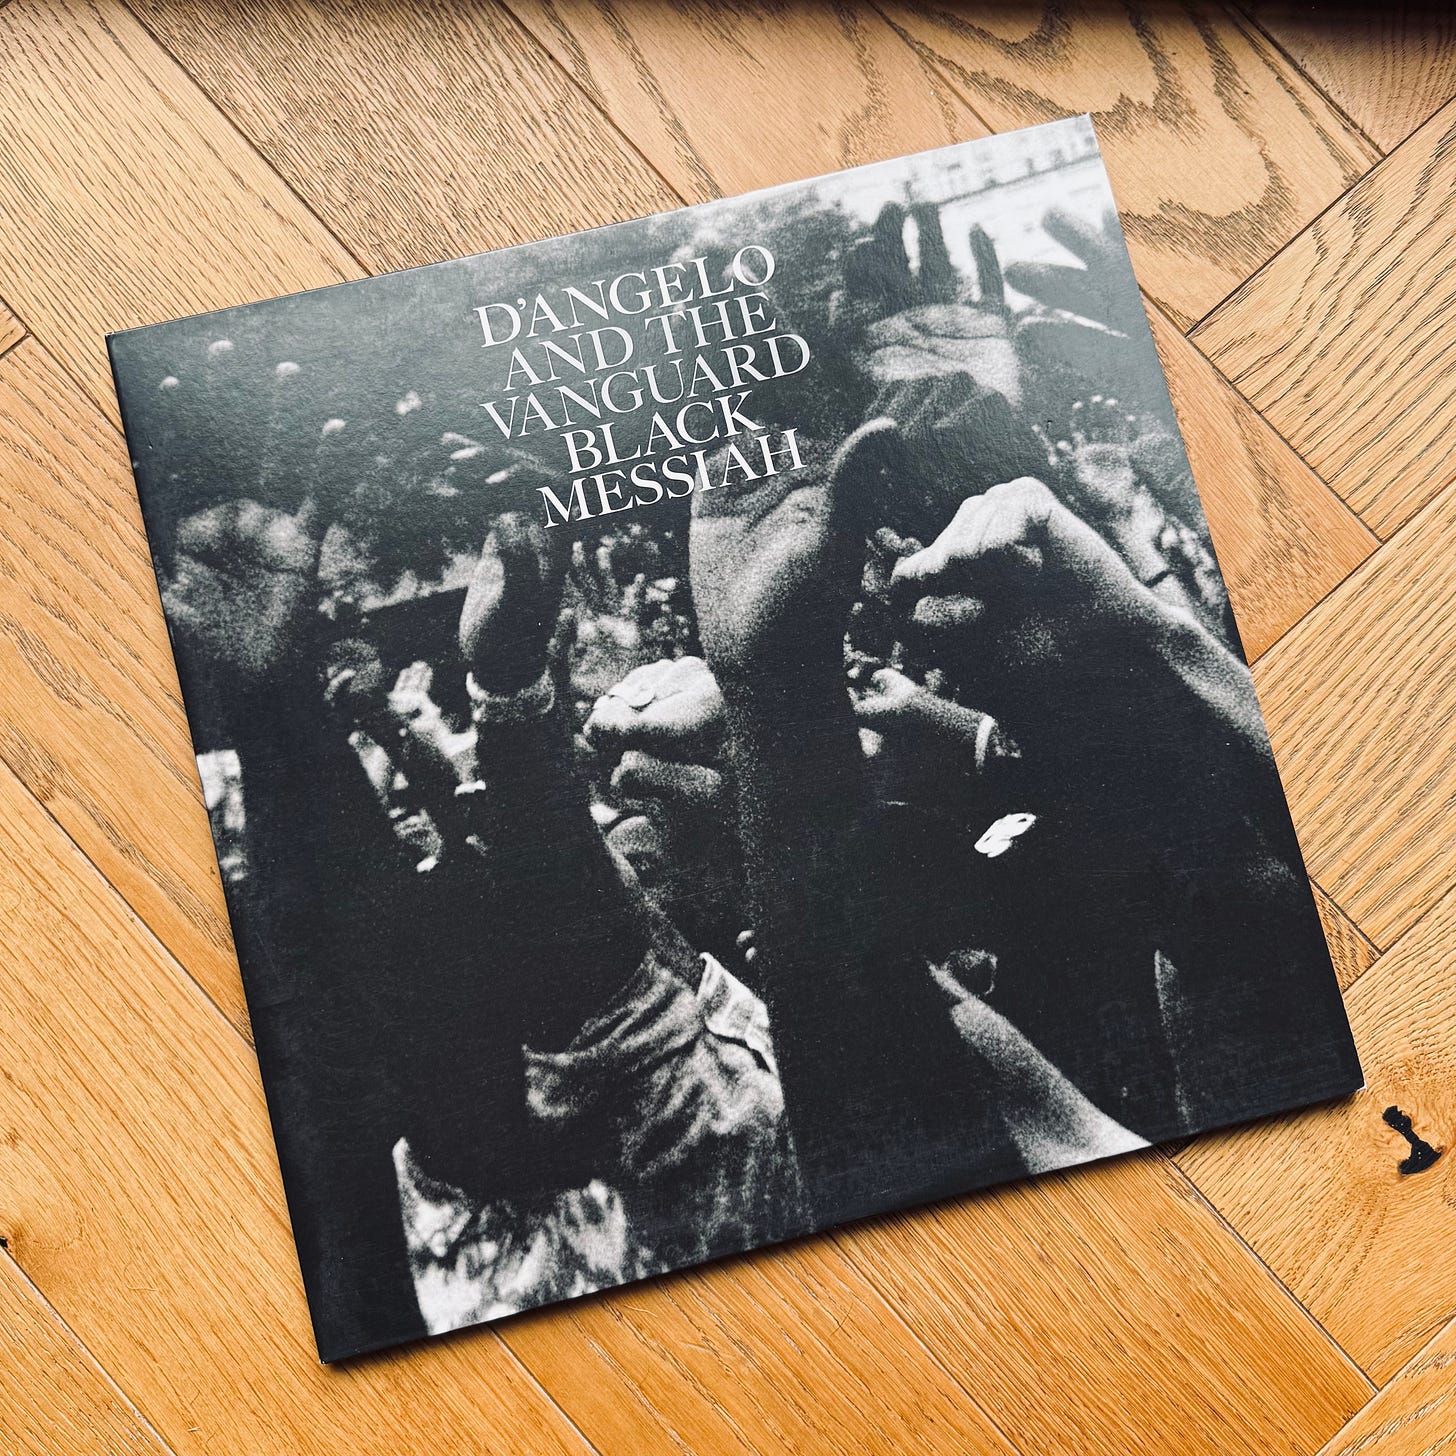 D'ANGELO
AND THE
VANGUARD
BLACK
MESSIAH